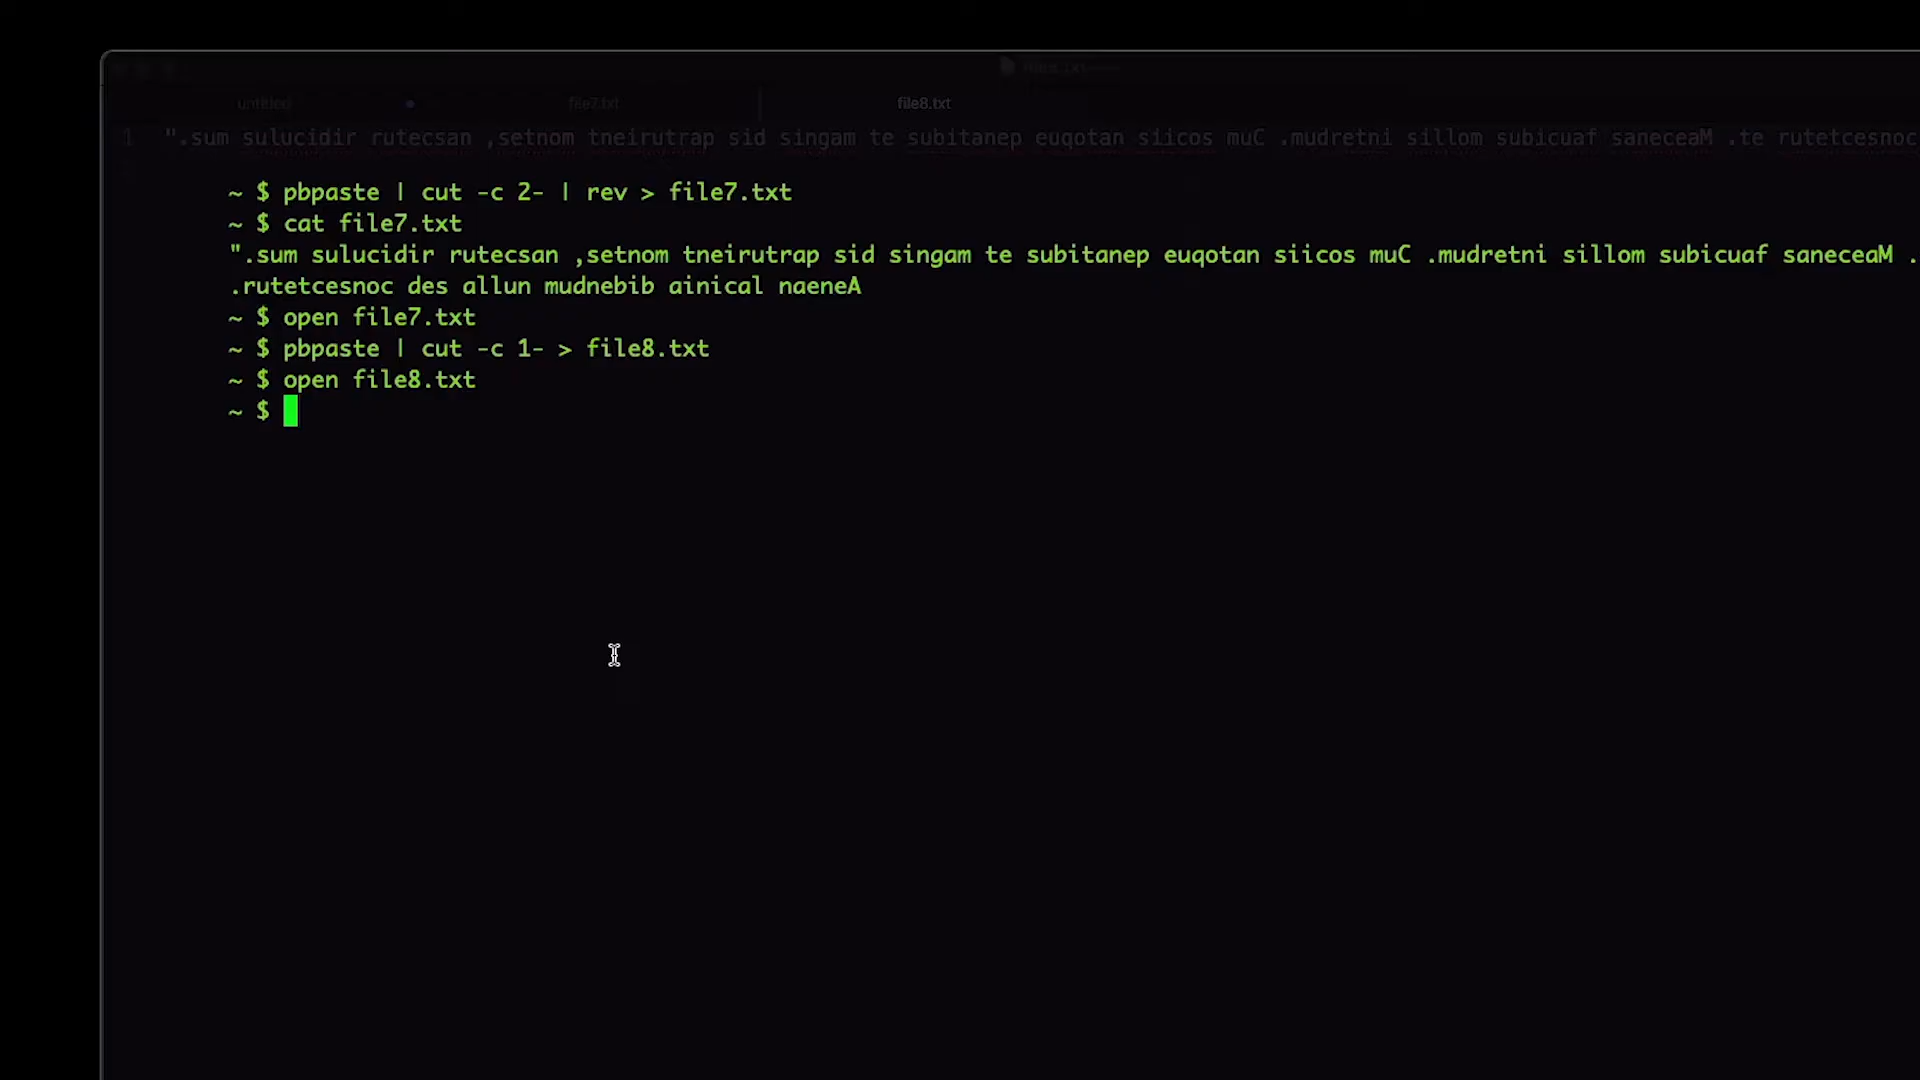 untitled file7.txt file8.txt
1 ".sum sulucidir rutecsan ,setnom tneirutrap sid singam te subitanep euqotan siicos muC .mudretni sillom subicuaf saneceaM .te rutetcesnoc
~ $ pbpaste | cut -c 2- | rev > file7.txt
~ $ cat file7.txt
".sum sulucidir rutecsan ,setnom tneirutrap sid singam te subitanep euqotan siicos muC .mudretni sillom subicuaf saneceaM .
.rutetcesnoc des allun mudnebib ainical naeneA
~ $ open file7.txt
~ $ pbpaste | cut -c 1- > file8.txt
~ $ open file8.txt
~ $